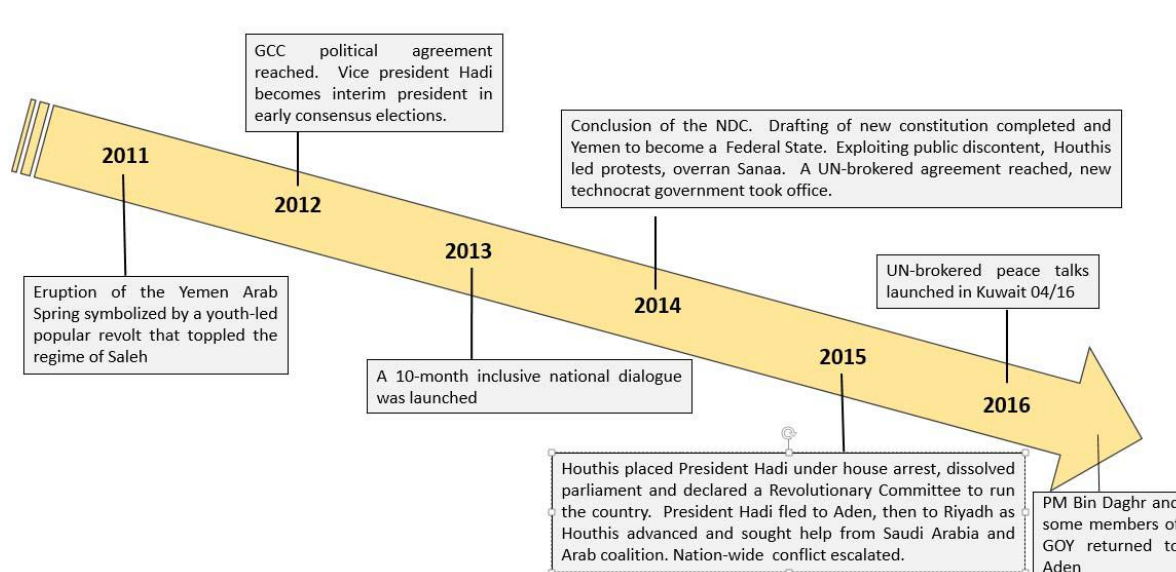 2011
Eruption of the Yemen Arab
Spring symbolized by a youth-led
popular revolt that toppled the
regime of Saleh
GCC political agreement
reached. Vice president Hadi
becomes interim president in
early consensus elections.
2012
2013
A 10-month inclusive national dialogue
was launched
Conclusion of the NDC. Drafting of new constitution completed and
Yemen to become a Federal State. Exploiting public discontent, Houthis
led protests, overran Sanaa. A UN-brokered agreement reached, new
technocrat government took office.
2014
2015
Houthis placed President Hadi under house arrest, dissolved
parliament and declared a Revolutionary Committee to run
the country. President Hadi fled to Aden, then to Riyadh as
Houthis advanced and sought help from Saudi Arabia and
Arab coalition. Nation-wide conflict escalated.
UN-brokered peace talks
launched in Kuwait 04/16
2016
PM Bin Daghr and
some members of
GOY returned to
Aden